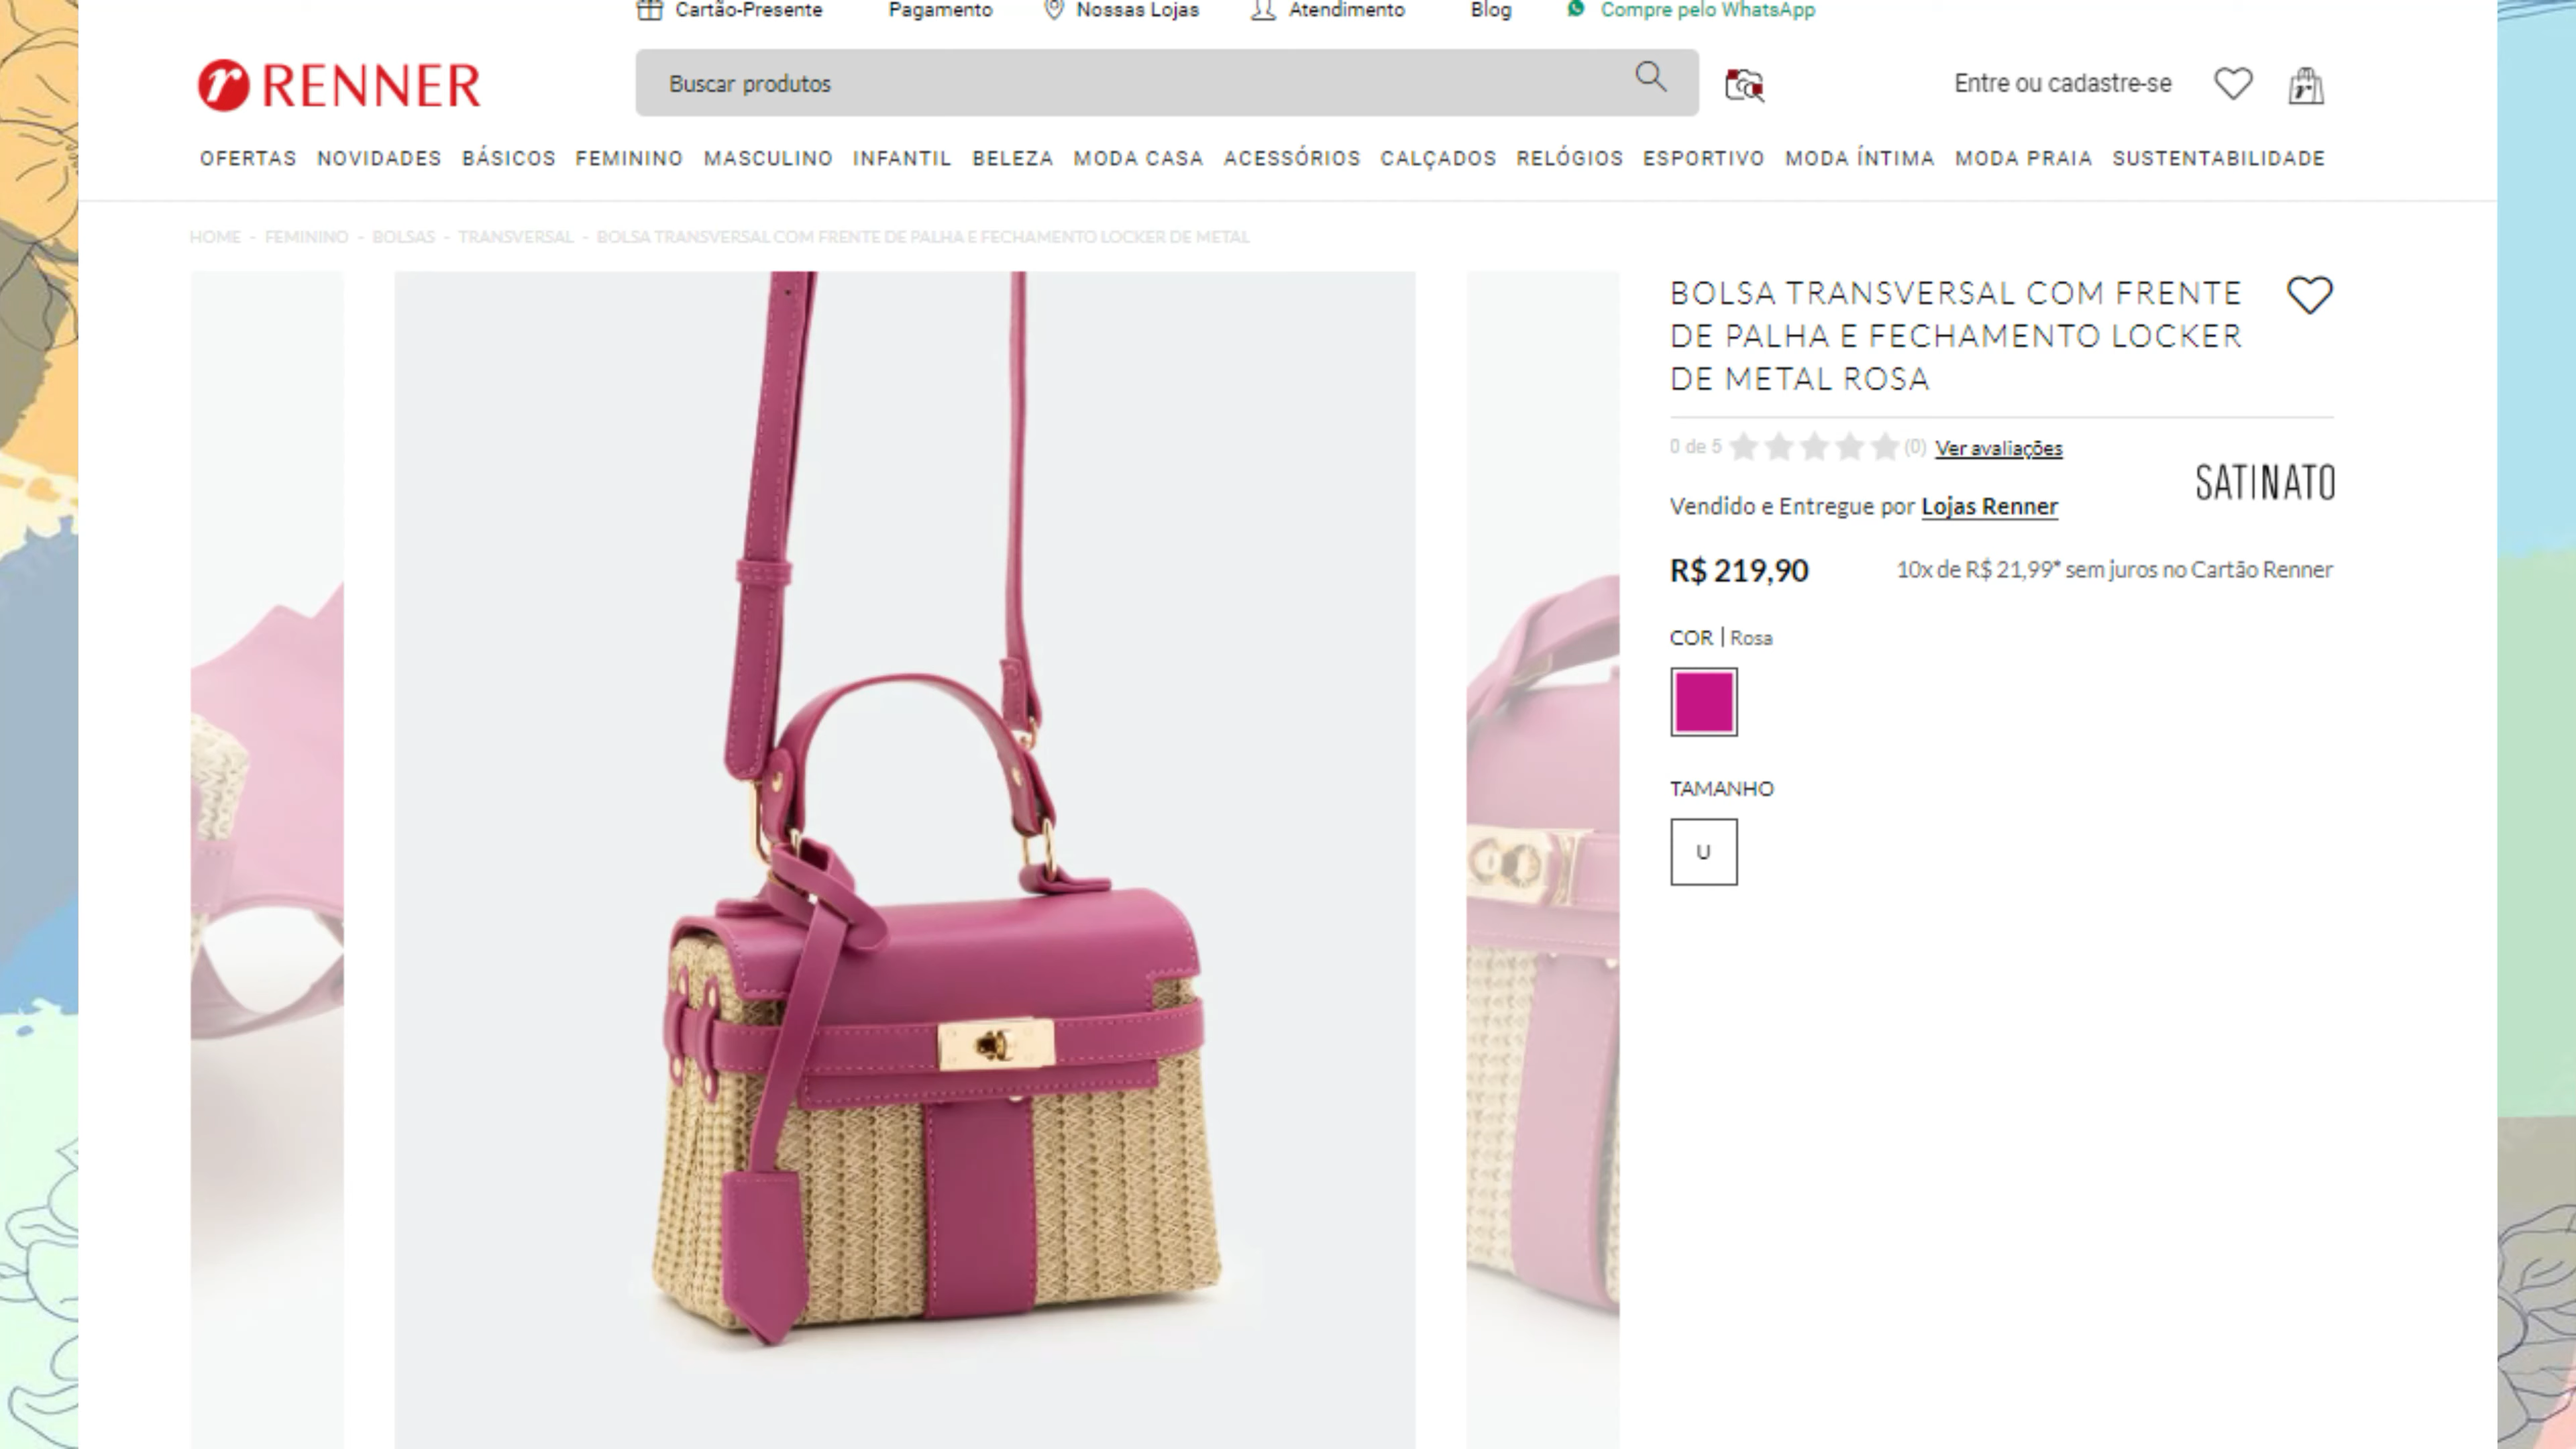 Cartão-Presente Pagamento Nossas Lojas Atendimento Blog Compre pelo WhatsApp
r RENNER
Buscar produtos
Entre ou cadastre-se
r
OFERTAS NOVIDADES BÁSICOS FEMININO MASCULINO INFANTIL BELEZA MODA CASA ACESSÓRIOS CALÇADOS RELÓGIOS ESPORTIVO MODA ÍNTIMA MODA PRAIA SUSTENTABILIDADE
HOME - FEMININO - BOLSAS - TRANSVERSAL - BOLSA TRANSVERSAL COM FRENTE DE PALHA E FECHAMENTO LOCKER DE METAL
BOLSA TRANSVERSAL COM FRENTE
DE PALHA E FECHAMENTO LOCKER
DE METAL ROSA
0 de 5 (0) Ver avaliações
SATINATO
Vendido e Entregue por Lojas Renner
R$ 219,90 10x de R$ 21,99* sem juros no Cartão Renner
COR | Rosa
TAMANHO
U